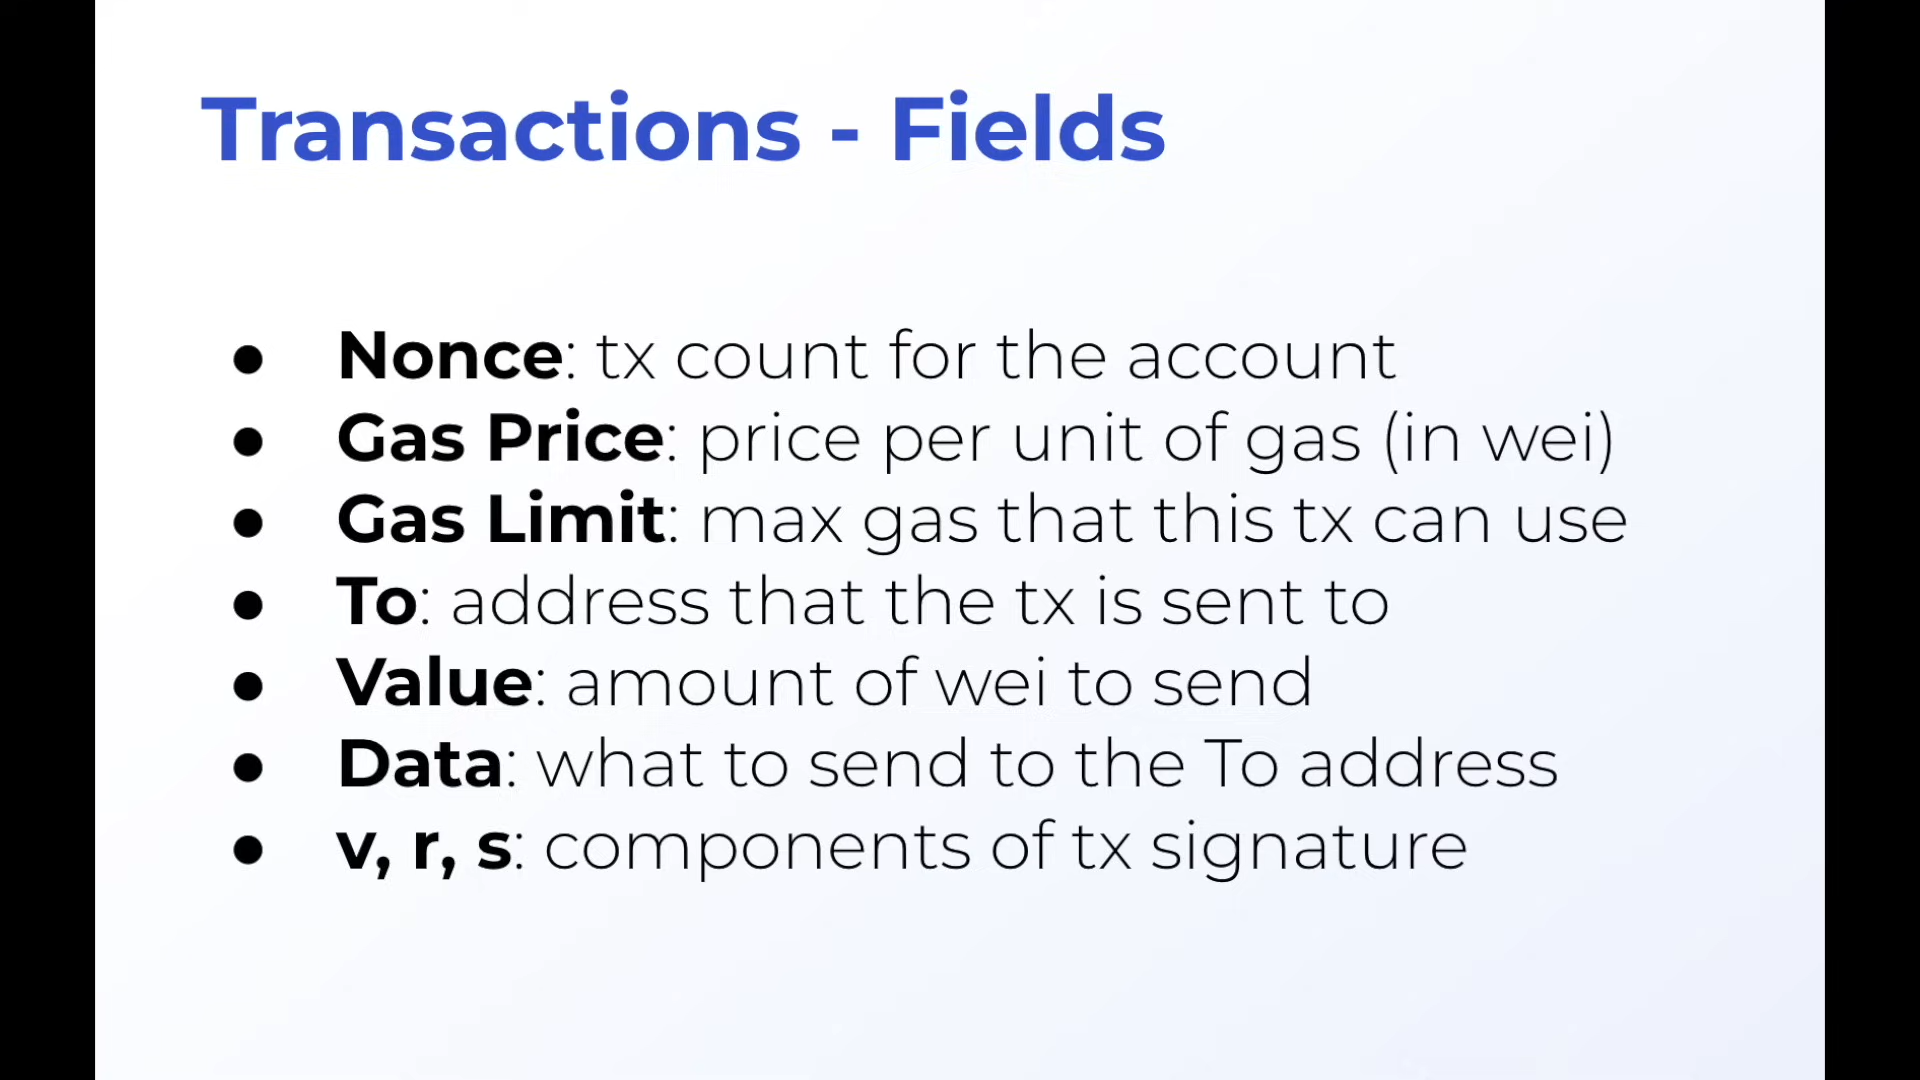 Transactions - Fields
● Nonce: tx count for the account
● Gas Price: price per unit of gas (in wei)
● Gas Limit: max gas that this tx can use
● To: address that the tx is sent to
● Value: amount of wei to send
● Data: what to send to the To address
● v, r, s: components of tx signature